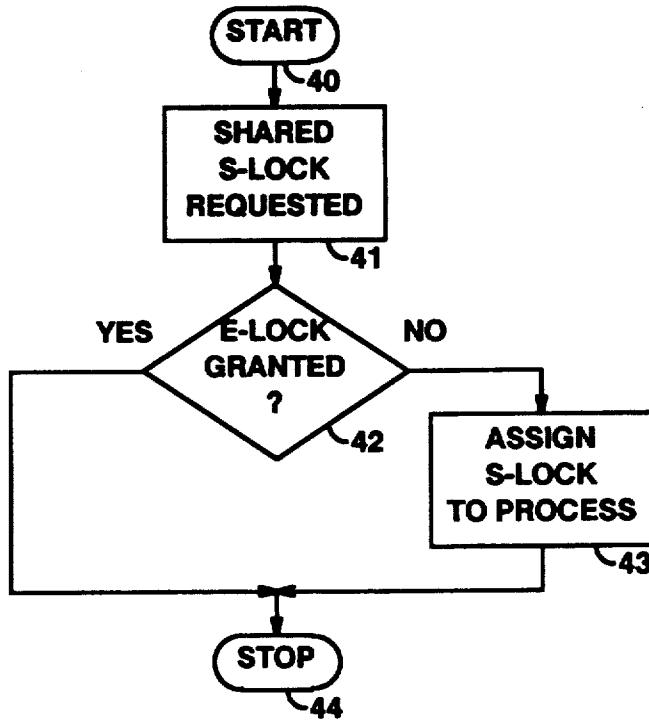 START
40
SHARED
S-LOCK
REQUESTED
41
YES
E-LOCK
GRANTED
?
NO
42
ASSIGN
S-LOCK
TO PROCESS
43
STOP
44